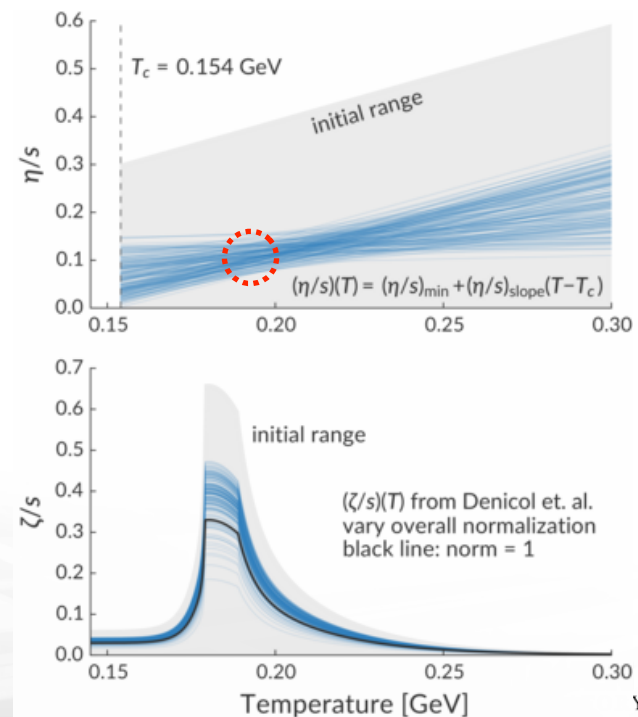 0.6
0.5
0.4
0.3
0.2
0.1
0.0
η/s
T_c = 0.154 GeV
initial range
(η/s)(T) = (η/s)_min + (η/s)_slope(T−T_c)
0.15
0.20
0.25
0.30
0.7
0.6
0.5
0.4
0.3
0.2
0.1
0.0
ζ/s
initial range
(ζ/s)(T) from Denicol et. al.
vary overall normalization
black line: norm = 1
0.15
0.20
0.25
0.30
Temperature [GeV]